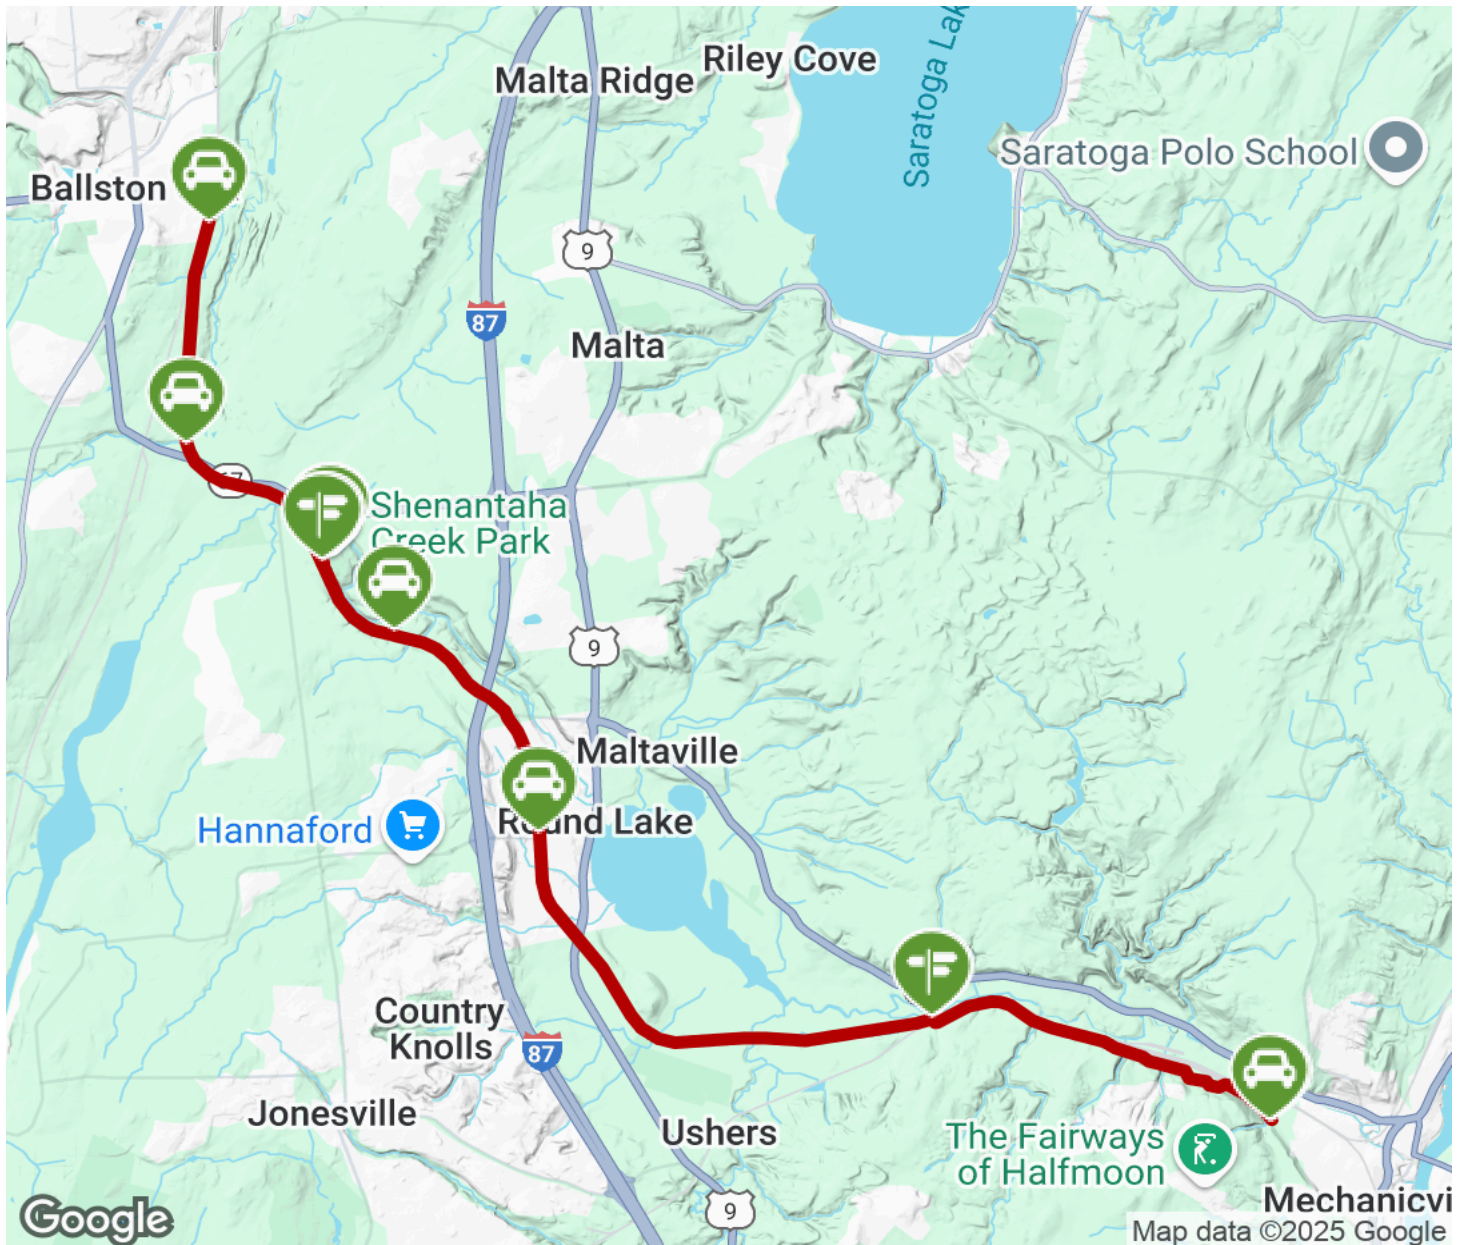 Riley Cove
Malta Ridge
Saratoga Lak
Saratoga Polo School
Ballston
9
87
Malta
Shenantaha
Creek Park
9
Maltaville
Hannaford
Round Lake
Country
Knolls
87
Jonesville
Ushers
The Fairways
of Halfmoon
9
Mechanicvi
Google
Map data ©2025 Google